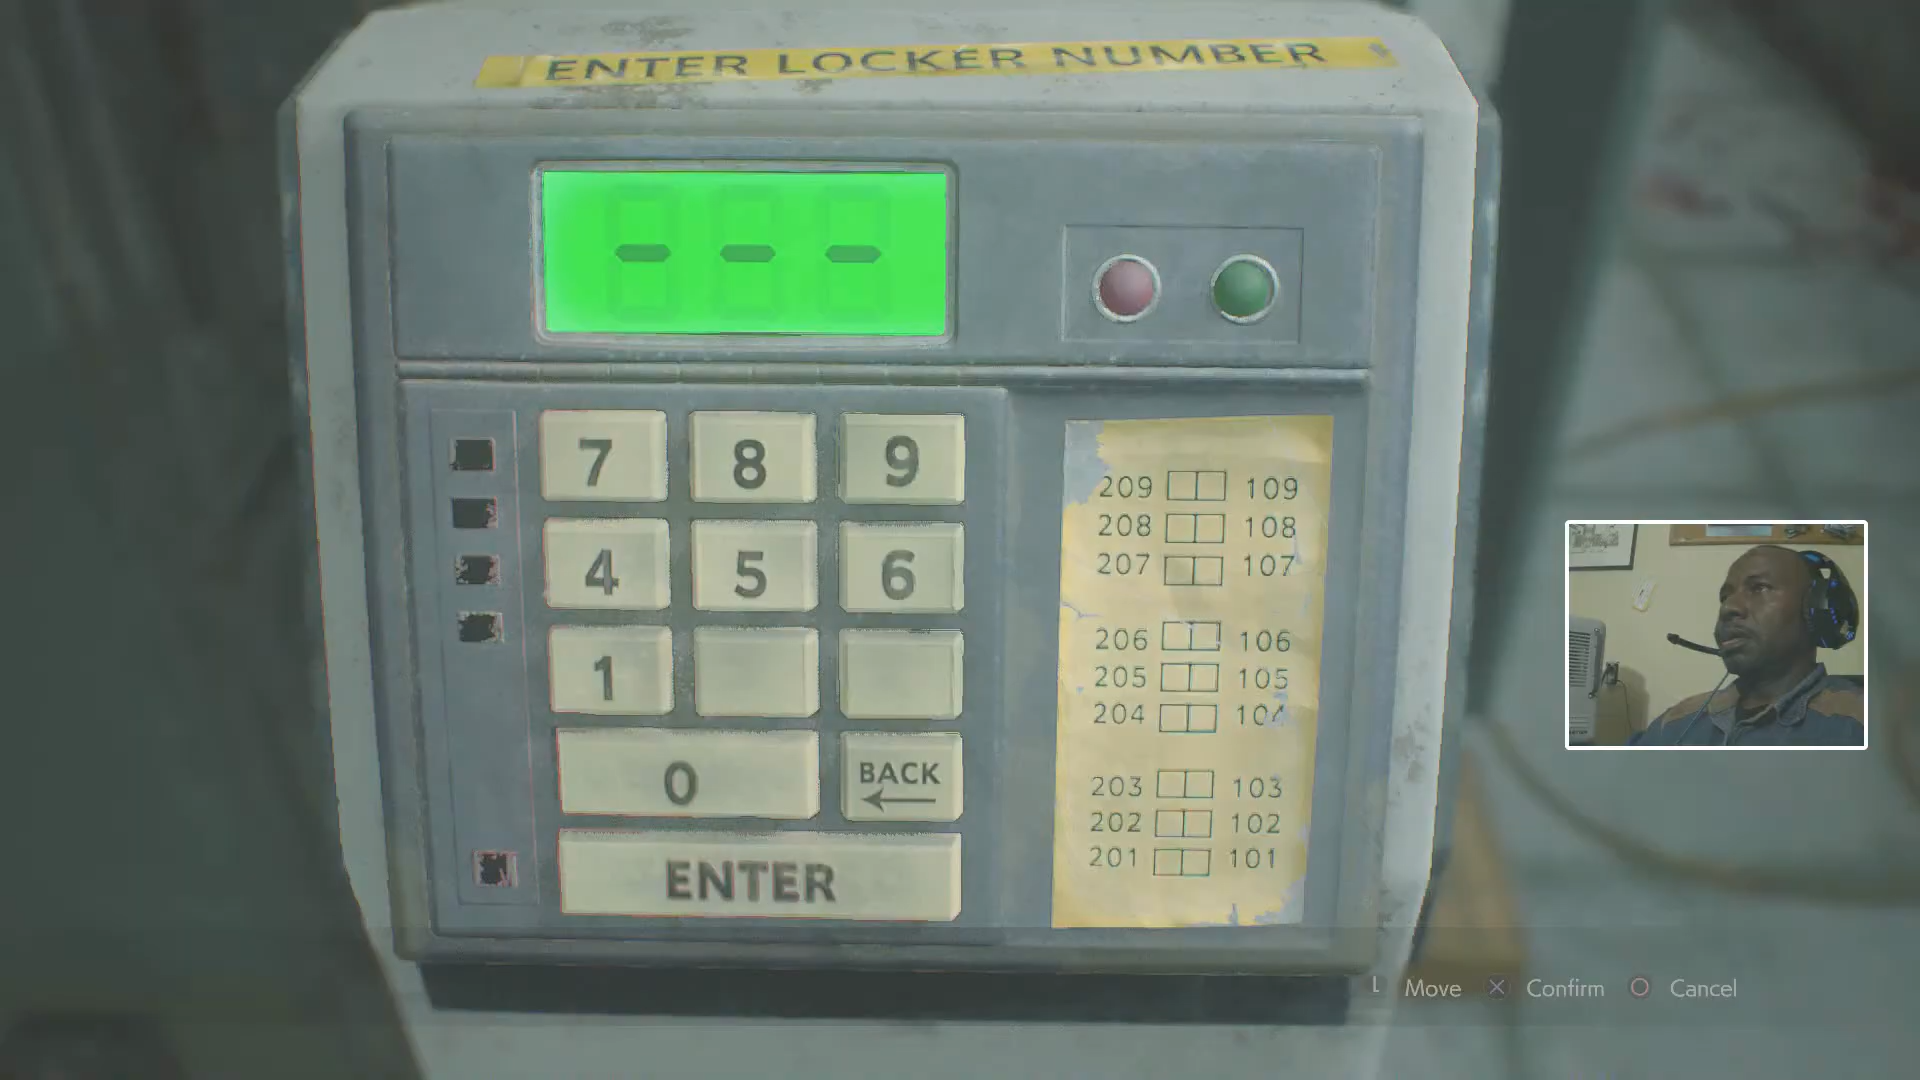 ENTER LOCKER NUMBER
7 8 9
4 5 6
1
0 BACK
ENTER
209 109
208 108
207 107
206 106
205 105
204 104
203 103
202 102
201 101
L Move Confirm Cancel